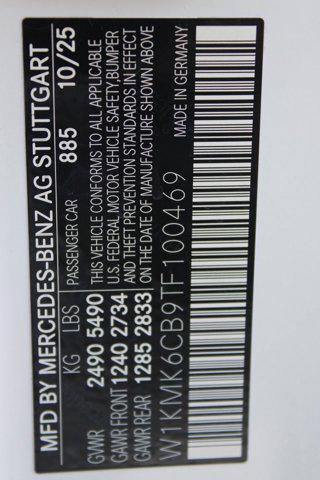 MFD BY MERCEDES-BENZ AG STUTTGART
KG LBS PASSENGER CAR 885 10/25
GVWR 2490 5490 THIS VEHICLE CONFORMS TO ALL APPLICABLE
GAWR FRONT 1240 2734 U.S. FEDERAL MOTOR VEHICLE SAFETY,BUMPER
GAWR REAR 1285 2833 AND THEFT PREVENTION STANDARDS IN EFFECT
ON THE DATE OF MANUFACTURE SHOWN ABOVE
W1KMK6CB9TF100469 MADE IN GERMANY